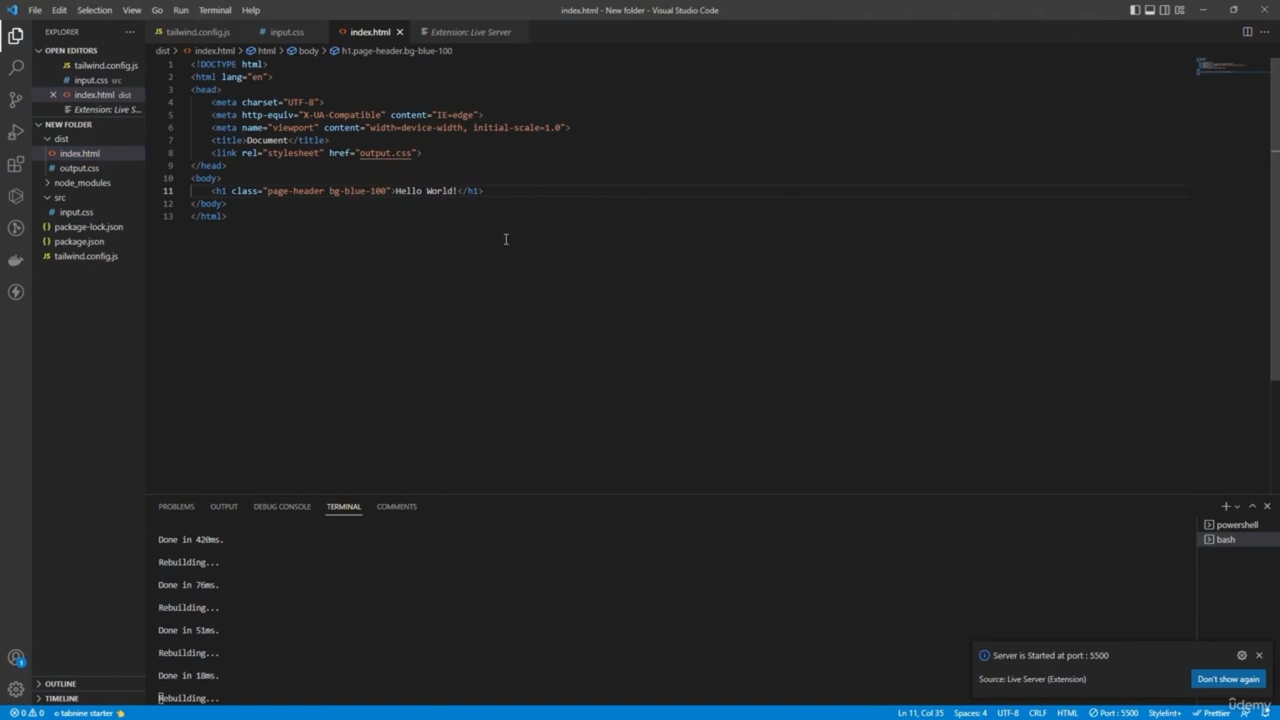 File Edit Selection View Go Run Terminal Help
index.html - New folder - Visual Studio Code
EXPLORER
OPEN EDITORS
JS tailwind.config.js
input.css src
index.html dist
Extension: Live S...
NEW FOLDER
dist
index.html
output.css
node_modules
src
input.css
package-lock.json
package.json
JS tailwind.config.js
OUTLINE
TIMELINE
JS tailwind.config.js
input.css
index.html
Extension: Live Server
dist > index.html > html > body > h1.page-header.bg-blue-100
1 <!DOCTYPE html>
2 <html lang="en">
3 <head>
4 <meta charset="UTF-8">
5 <meta http-equiv="X-UA-Compatible" content="IE=edge">
6 <meta name="viewport" content="width=device-width, initial-scale=1.0">
7 <title>Document</title>
8 <link rel="stylesheet" href="output.css">
9 </head>
10 <body>
11 <h1 class="page-header bg-blue-100">Hello World!</h1>
12 </body>
13 </html>
PROBLEMS OUTPUT DEBUG CONSOLE TERMINAL COMMENTS
Done in 420ms.
Rebuilding...
Done in 76ms.
Rebuilding...
Done in 51ms.
Rebuilding...
Done in 18ms.
Rebuilding...
powershell
bash
Server is Started at port : 5500
Source: Live Server (Extension)
Don't show again
udemy
0 0 tabnine starter
Ln 11, Col 35 Spaces: 4 UTF-8 CRLF HTML Port : 5500 Stylelint+ Prettier